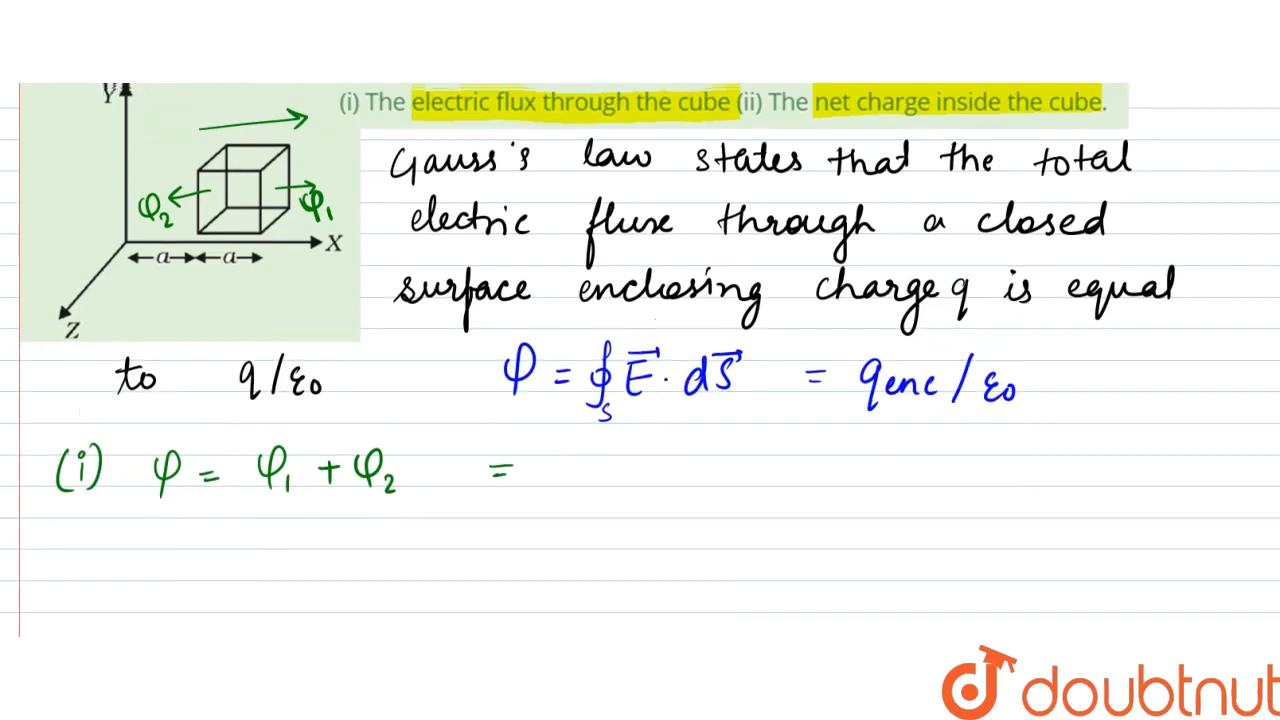 Y
(i) The electric flux through the cube (ii) The net charge inside the cube.
Gauss's law states that the total
φ2
φ1
electric flux through a closed
X
a a
surface enclosing charge q is equal
Z
to q/ε0 φ = ∮S E⃗ · dS⃗ = qenc/ε0
(i) φ = φ1 + φ2 =
doubtnut